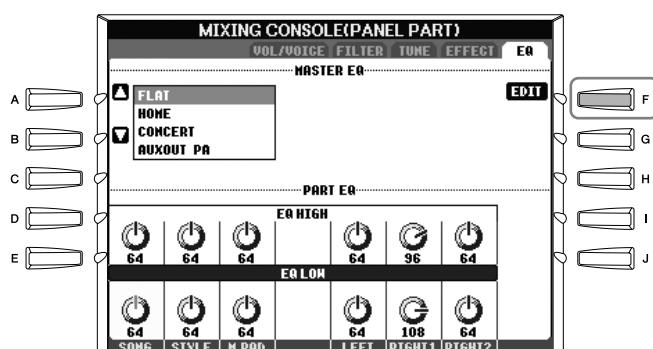 MIXING CONSOLE(PANEL PART)
VOL/VOICE FILTER TUNE EFFECT EQ
MASTER EQ
A FLAT EDIT F
B HOME G
CONCERT
AUXOUT PA
C H
PART EQ
D EQ HIGH I
64 64 64 64 96 64
E EQ LOW J
64 64 64 64 108 64
SONG STYLE M.PAD LEFT RIGHT1 RIGHT2